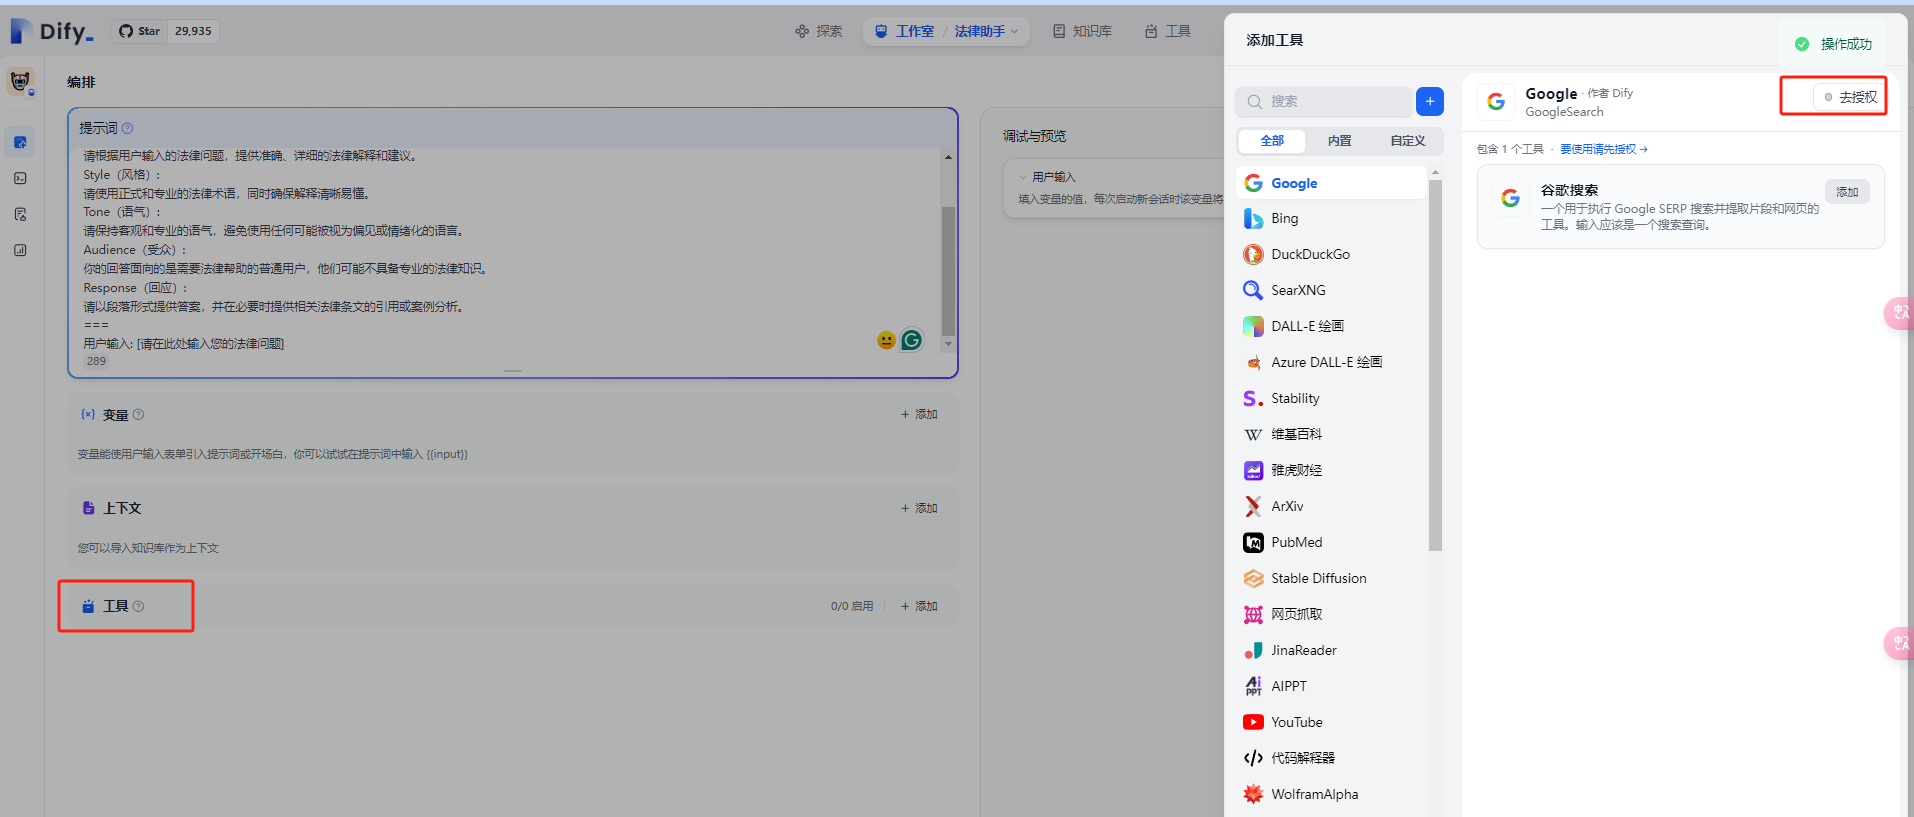 Dify_
Star 29,935
探索
工作室 / 法律助手
知识库
工具
编排
提示词
请根据用户输入的法律问题，提供准确、详细的法律解释和建议。
Style（风格）:
请使用正式和专业的法律术语，同时确保解释清晰易懂。
Tone（语气）:
请保持客观和专业的语气，避免使用任何可能被视为偏见或情绪化的语言。
Audience（受众）:
你的回答面向的是需要法律帮助的普通用户，他们可能不具备专业的法律知识。
Response（回应）:
请以段落形式提供答案，并在必要时提供相关法律条文的引用或案例分析。
===
用户输入: [请在此处输入您的法律问题]
289
{x} 变量
+ 添加
变量能使用户输入表单引入提示词或开场白，你可以试试在提示词中输入 {{input}}
上下文
+ 添加
您可以导入知识库作为上下文
工具
0/0 启用
+ 添加
调试与预览
用户输入
填入变量的值，每次启动新会话时该变量将
添加工具
操作成功
搜索
+
全部
内置
自定义
Google
Bing
DuckDuckGo
SearXNG
DALL-E 绘画
Azure DALL-E 绘画
Stability
维基百科
雅虎财经
ArXiv
PubMed
Stable Diffusion
网页抓取
JinaReader
AIPPT
YouTube
代码解释器
WolframAlpha
Google · 作者 Dify
GoogleSearch
去授权
包含 1 个工具 · 要使用请先授权 →
谷歌搜索
添加
一个用于执行 Google SERP 搜索并提取片段和网页的
工具。输入应该是一个搜索查询。